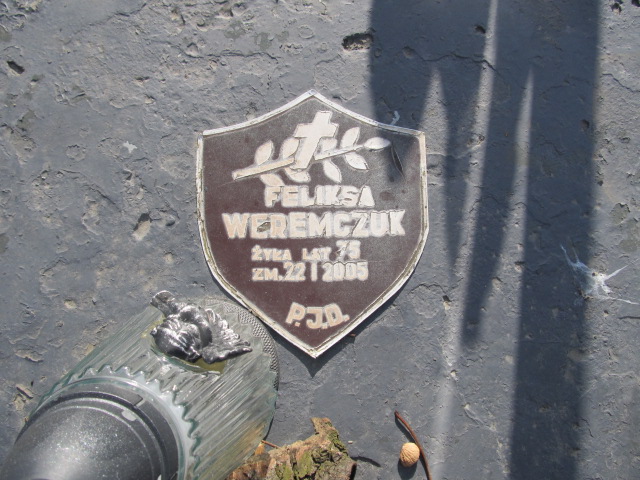 FELIKSA
WEREMCZUK
ŻYŁA LAT 75
ZM. 22 I 2005
P.J.D.